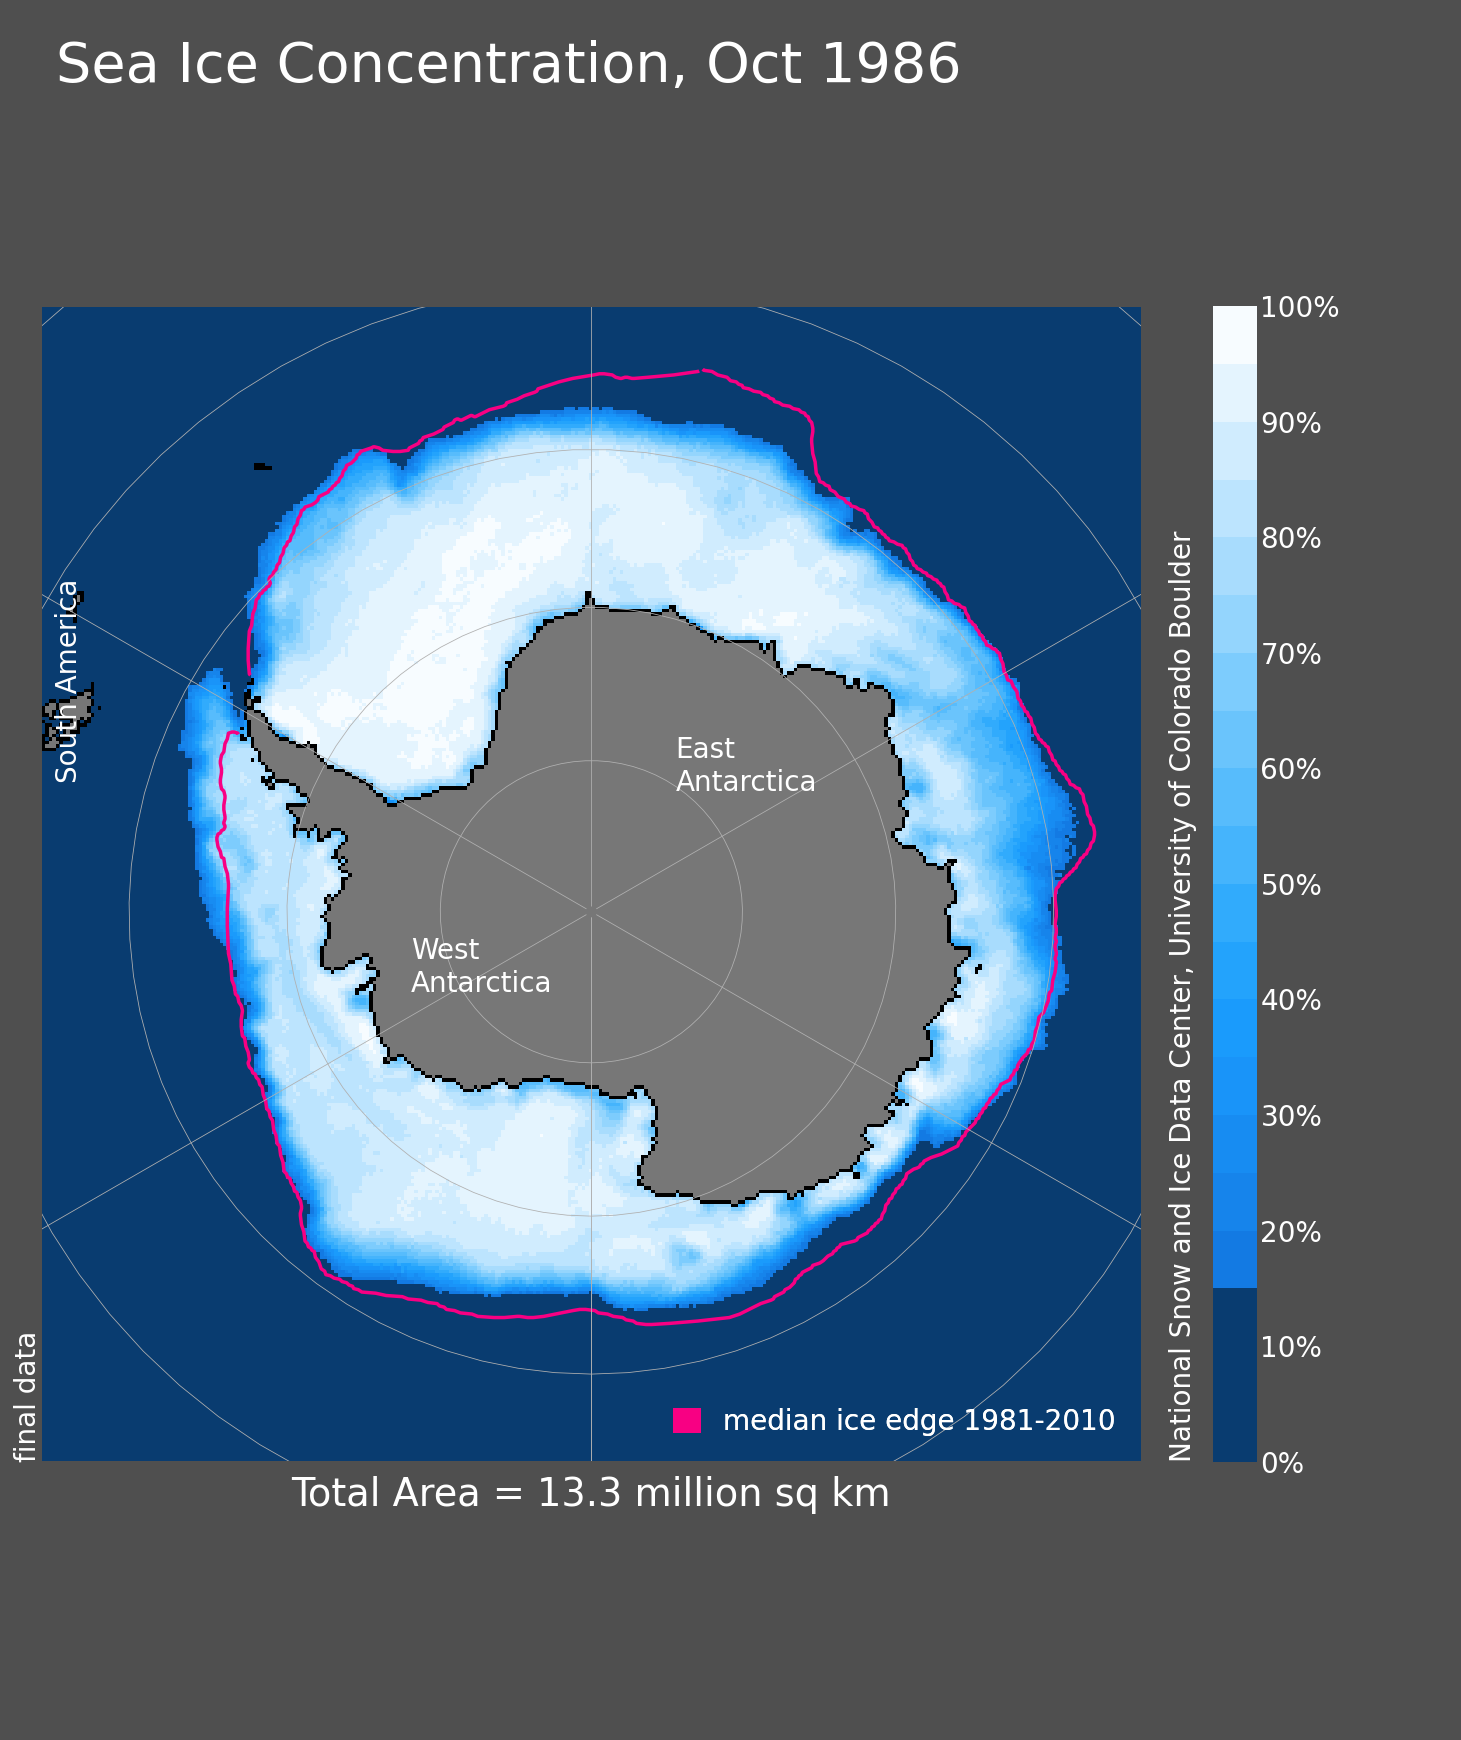 Sea Ice Concentration, Oct 1986
South America
East
Antarctica
West
Antarctica
final data
median ice edge 1981-2010
Total Area = 13.3 million sq km
National Snow and Ice Data Center, University of Colorado Boulder
100%
90%
80%
70%
60%
50%
40%
30%
20%
10%
0%